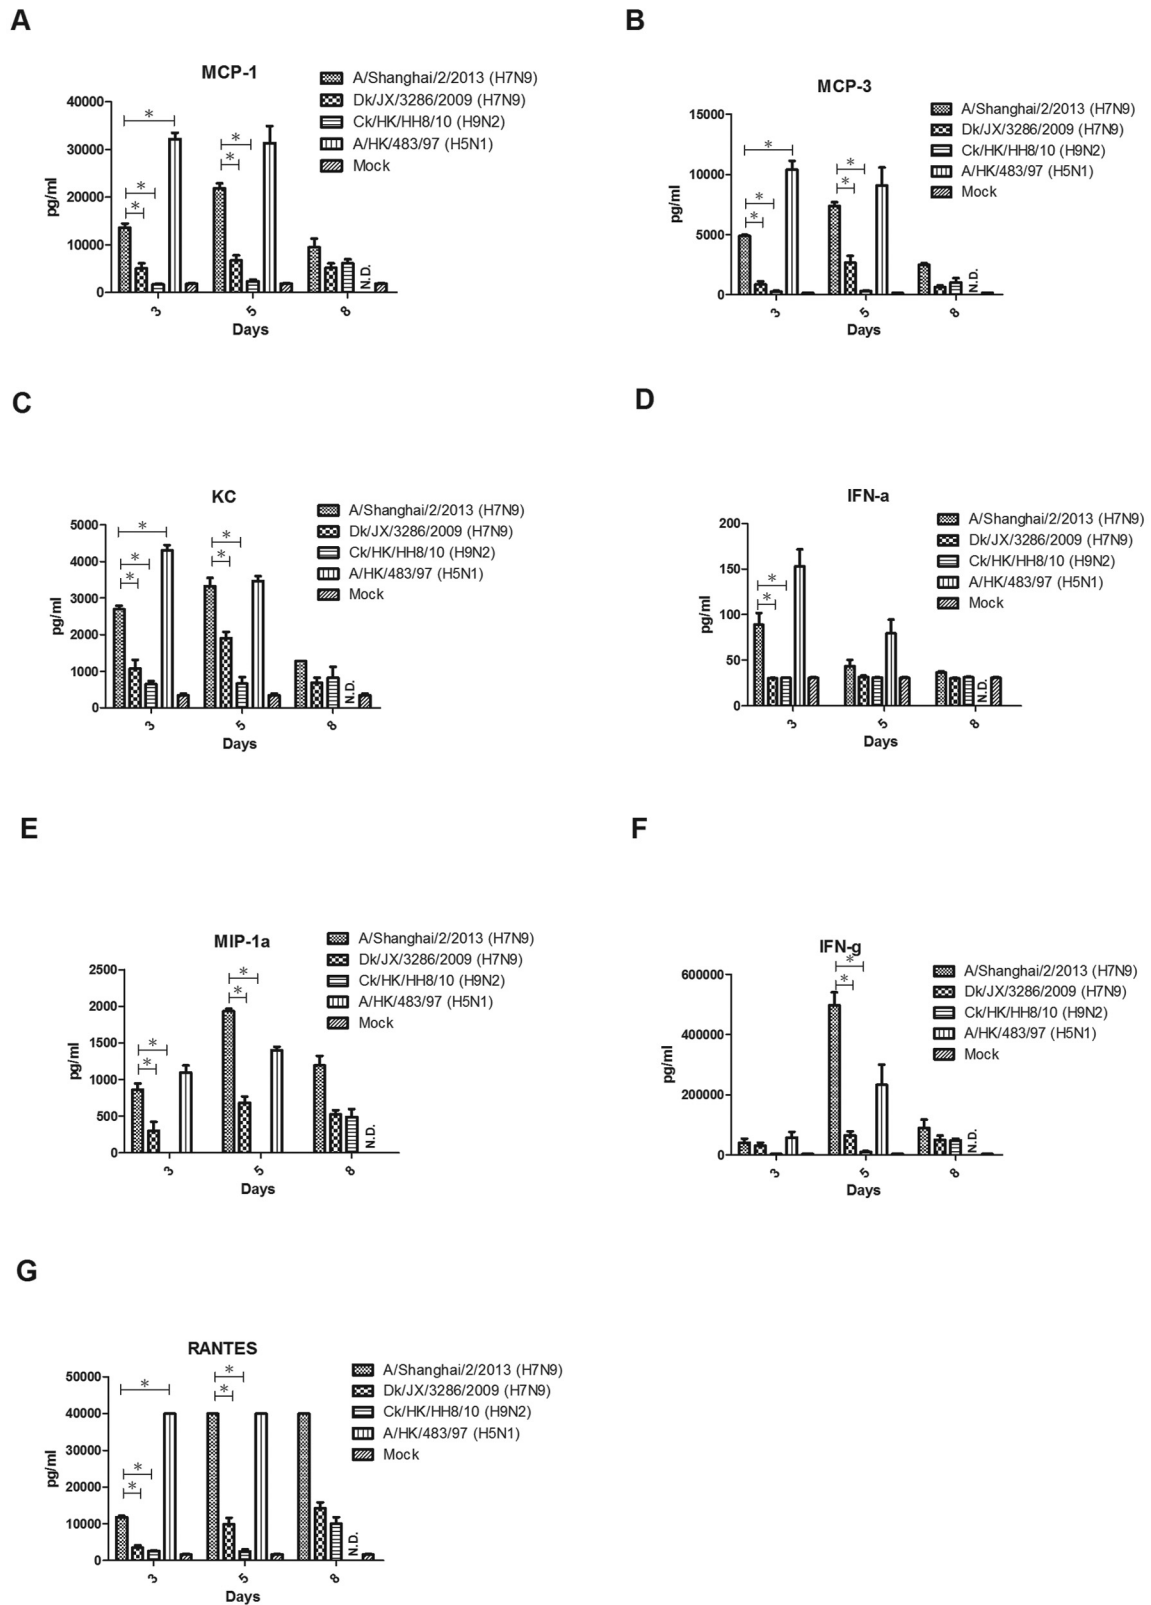 A
MCP-1
A/Shanghai/2/2013 (H7N9)
Dk/JX/3286/2009 (H7N9)
Ck/HK/HH8/10 (H9N2)
A/HK/483/97 (H5N1)
Mock
pg/ml
40000
30000
20000
10000
0
*
*
*
*
*
N.D.
3
5
8
Days
B
MCP-3
A/Shanghai/2/2013 (H7N9)
Dk/JX/3286/2009 (H7N9)
Ck/HK/HH8/10 (H9N2)
A/HK/483/97 (H5N1)
Mock
pg/ml
15000
10000
5000
0
*
*
*
*
*
N.D.
3
5
8
Days
C
KC
A/Shanghai/2/2013 (H7N9)
Dk/JX/3286/2009 (H7N9)
Ck/HK/HH8/10 (H9N2)
A/HK/483/97 (H5N1)
Mock
pg/ml
5000
4000
3000
2000
1000
0
*
*
*
*
*
N.D.
3
5
8
Days
D
IFN-a
A/Shanghai/2/2013 (H7N9)
Dk/JX/3286/2009 (H7N9)
Ck/HK/HH8/10 (H9N2)
A/HK/483/97 (H5N1)
Mock
pg/ml
200
150
100
50
0
*
*
N.D.
3
5
8
Days
E
MIP-1a
A/Shanghai/2/2013 (H7N9)
Dk/JX/3286/2009 (H7N9)
Ck/HK/HH8/10 (H9N2)
A/HK/483/97 (H5N1)
Mock
pg/ml
2500
2000
1500
1000
500
0
*
*
*
*
N.D.
3
5
8
Days
F
IFN-g
A/Shanghai/2/2013 (H7N9)
Dk/JX/3286/2009 (H7N9)
Ck/HK/HH8/10 (H9N2)
A/HK/483/97 (H5N1)
Mock
pg/ml
600000
400000
200000
0
*
*
N.D.
3
5
8
Days
G
RANTES
A/Shanghai/2/2013 (H7N9)
Dk/JX/3286/2009 (H7N9)
Ck/HK/HH8/10 (H9N2)
A/HK/483/97 (H5N1)
Mock
pg/ml
50000
40000
30000
20000
10000
0
*
*
*
*
*
N.D.
3
5
8
Days